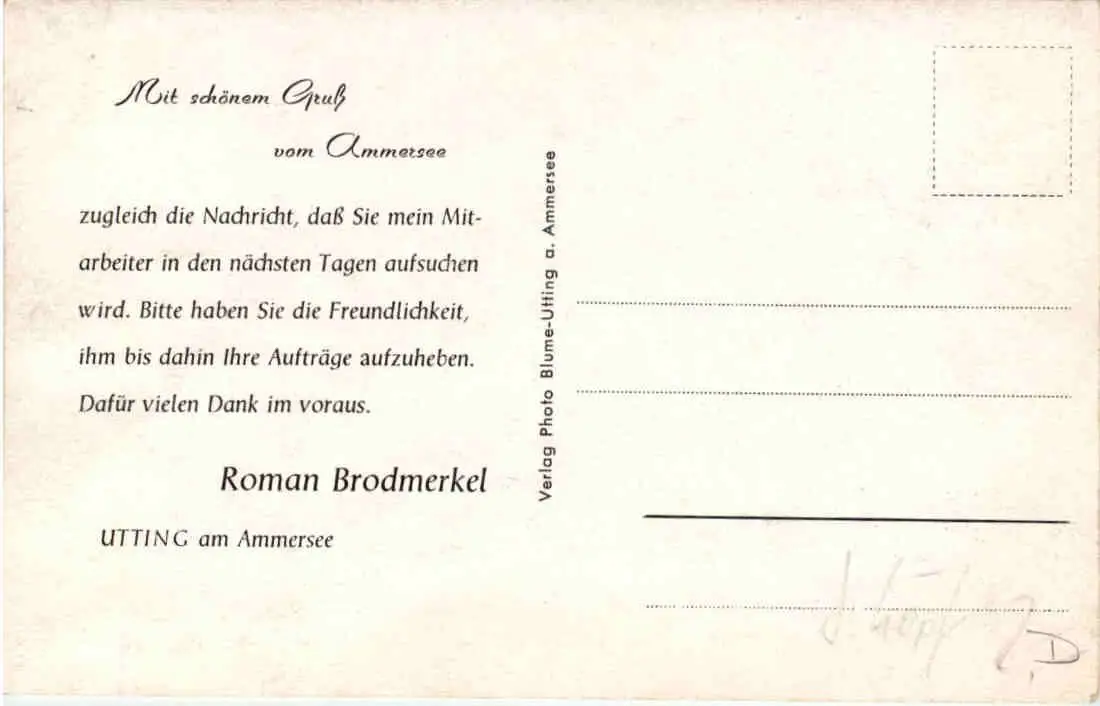 Mit schönem Gruß
vom Ammersee
zugleich die Nachricht, daß Sie mein Mit-
arbeiter in den nächsten Tagen aufsuchen
wird. Bitte haben Sie die Freundlichkeit,
ihm bis dahin Ihre Aufträge aufzuheben.
Dafür vielen Dank im voraus.
Roman Brodmerkel
UTTING am Ammersee
Verlag Photo Blume-Utting a. Ammersee
D